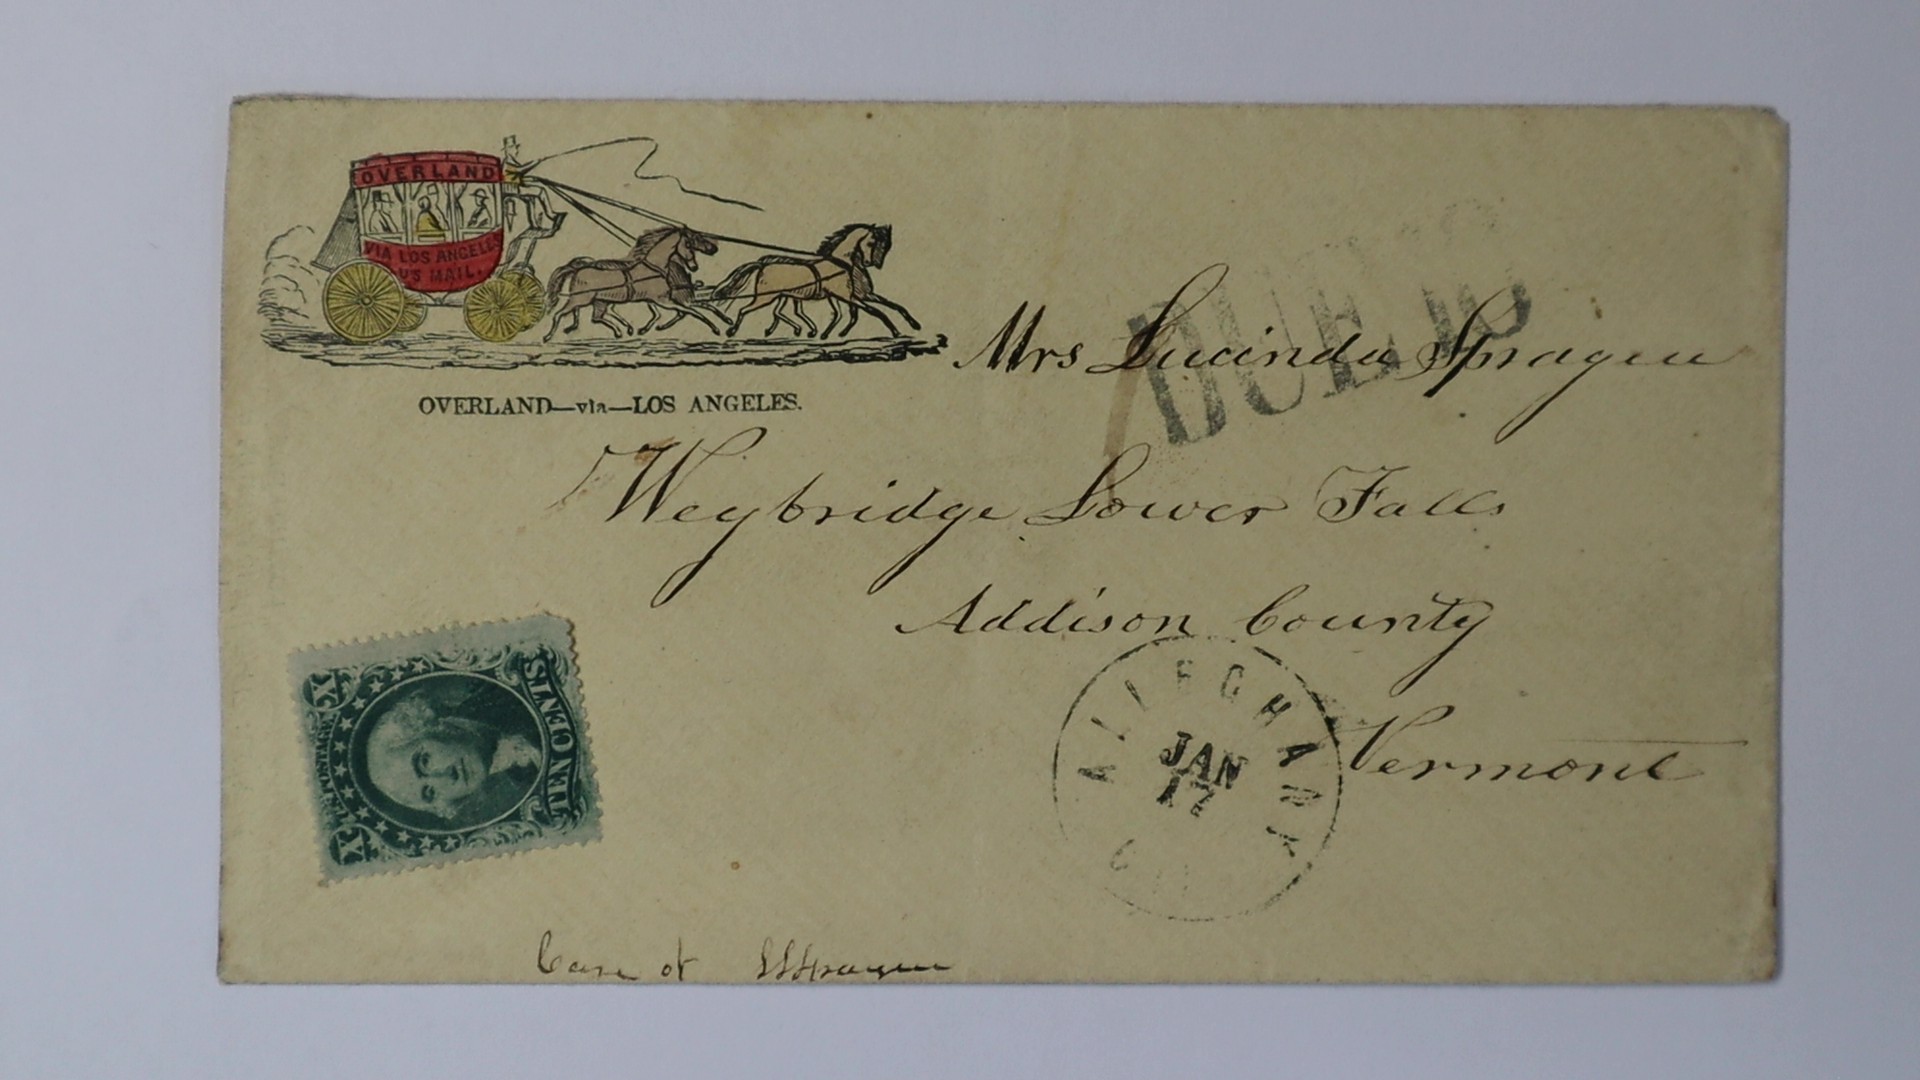 OVERLAND
VIA LOS ANGELES
US MAIL.
OVERLAND—via—LOS ANGELES.
DUE 10
Mrs Lucinda Sprague
Weybridge Lower Falls
Addison County
Vermont
ALLEGHANY
JAN
17
U.S. POSTAGE
TEN CENTS
X
X
Care of